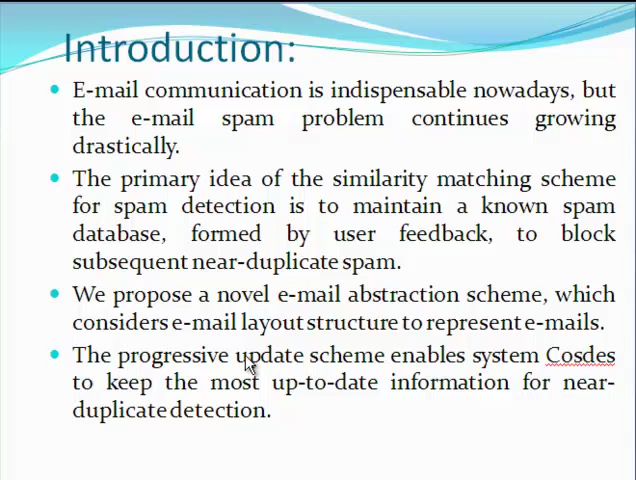 Introduction:
E-mail communication is indispensable nowadays, but
the e-mail spam problem continues growing
drastically.
The primary idea of the similarity matching scheme
for spam detection is to maintain a known spam
database, formed by user feedback, to block
subsequent near-duplicate spam.
We propose a novel e-mail abstraction scheme, which
considers e-mail layout structure to represent e-mails.
The progressive update scheme enables system Cosdes
to keep the most up-to-date information for near-
duplicate detection.